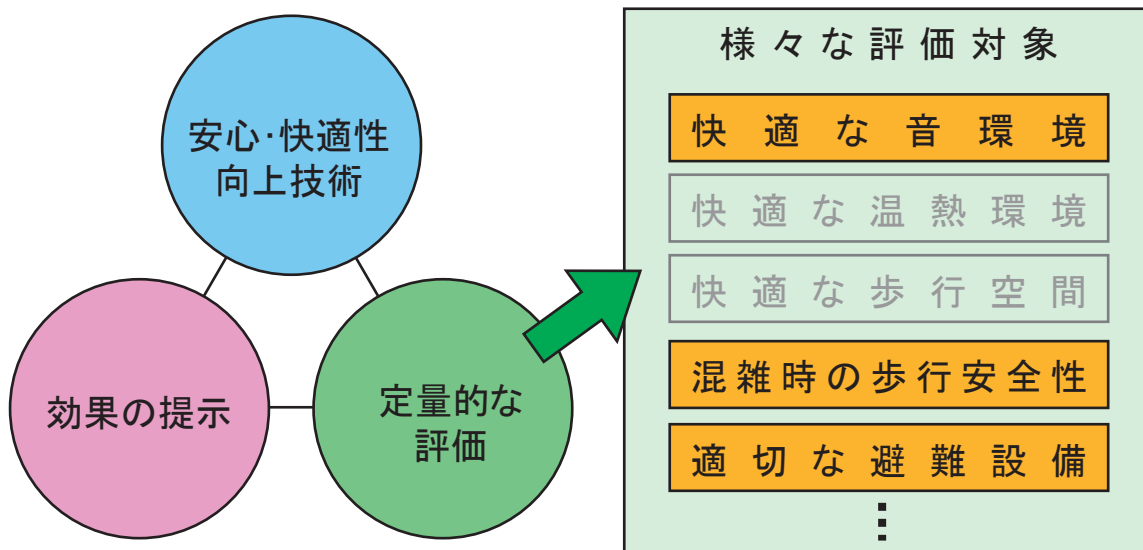 安心・快適性
向上技術
効果の提示
定量的な
評価
様々な評価対象
快適な音環境
快適な温熱環境
快適な歩行空間
混雑時の歩行安全性
適切な避難設備